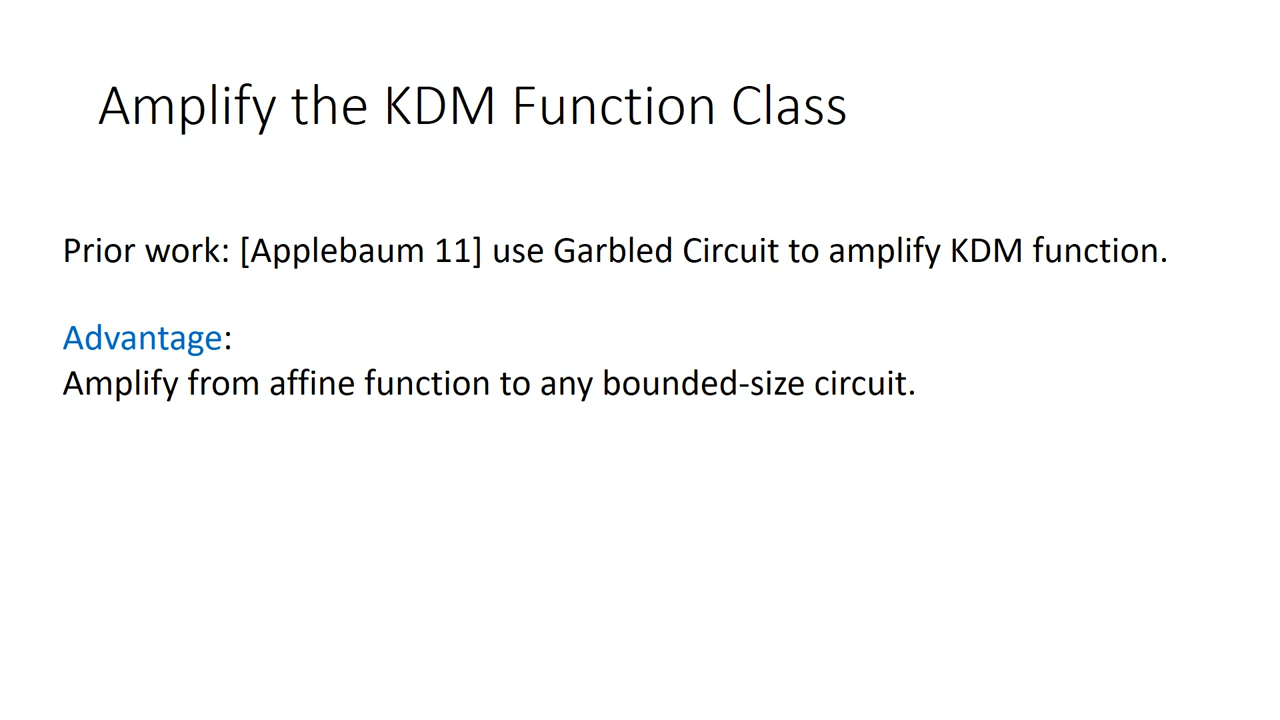 Amplify the KDM Function Class
Prior work: [Applebaum 11] use Garbled Circuit to amplify KDM function.
Advantage:
Amplify from affine function to any bounded-size circuit.